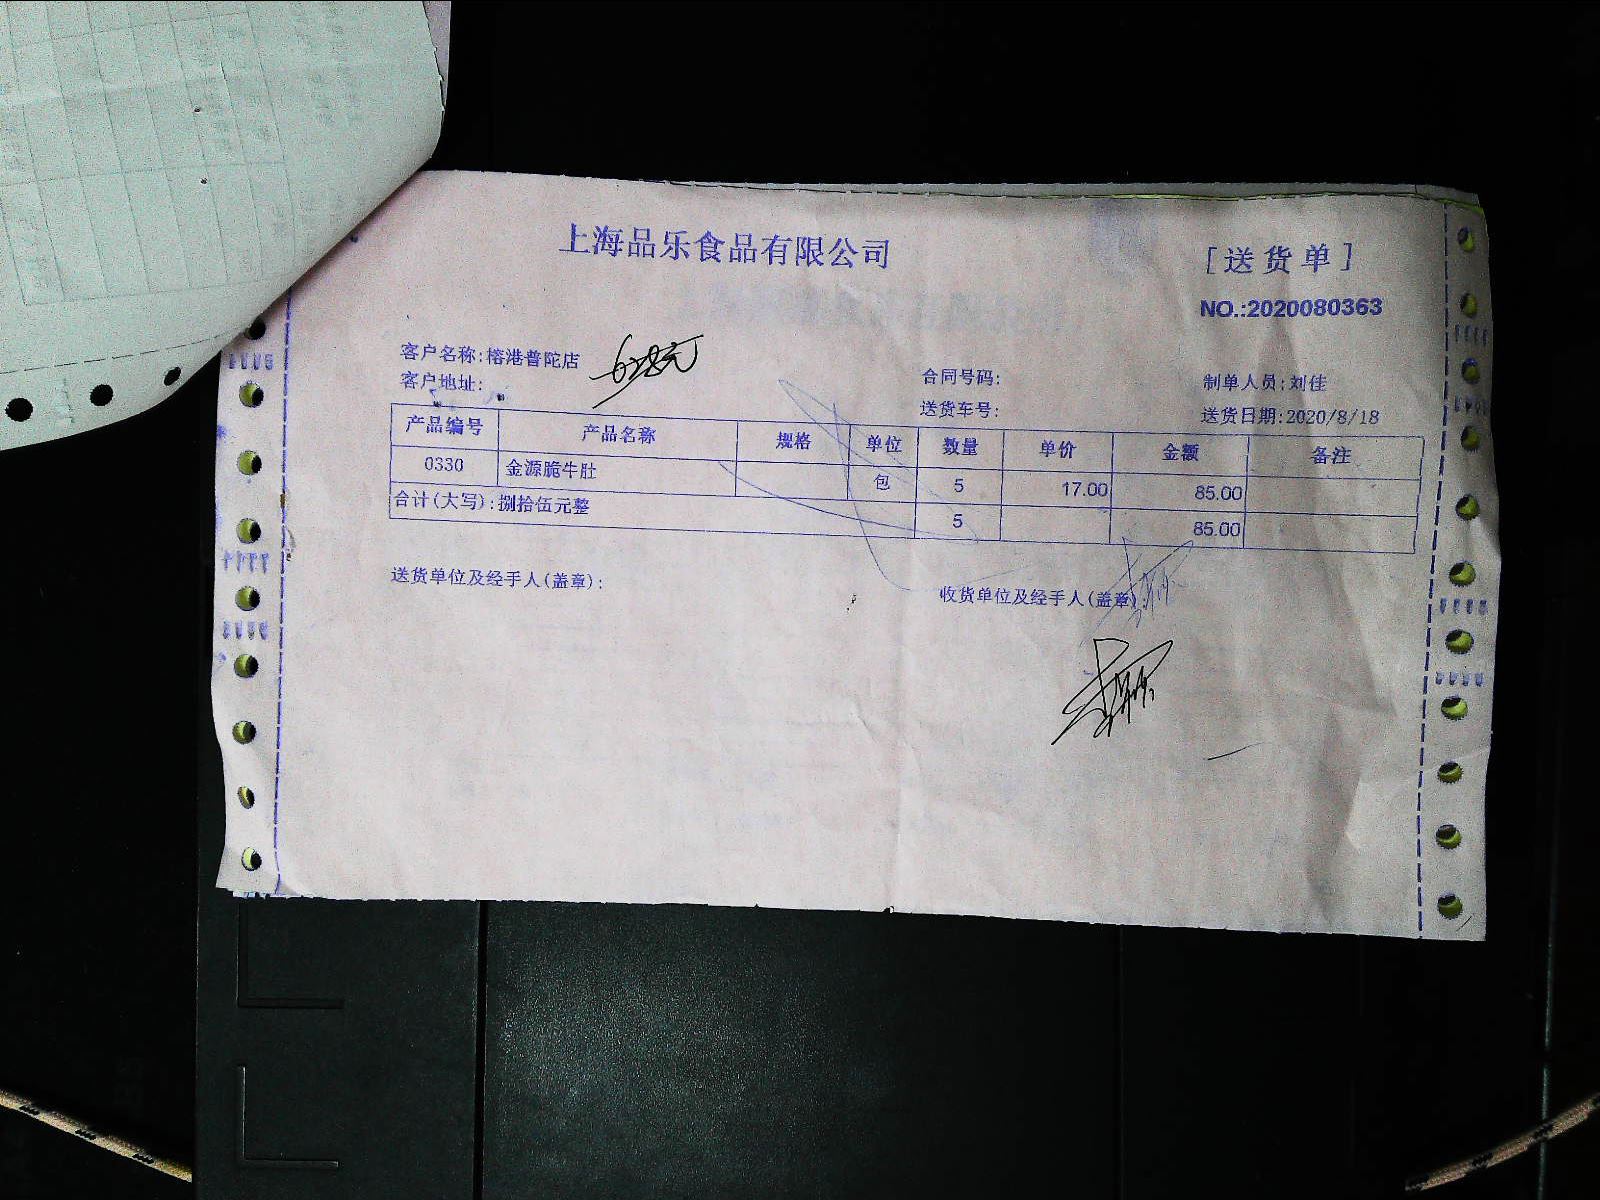 上海品乐食品有限公司
[送货单]
NO.:2020080363
客户名称:榕港普陀店
客户地址:
合同号码:
制单人员:刘佳
送货车号:
送货日期:2020/8/18
产品编号 产品名称 规格 单位 数量 单价 金额 备注
0330 金源脆牛肚 包 5 17.00 85.00
合计(大写):捌拾伍元整 5 85.00
送货单位及经手人(盖章):
收货单位及经手人(盖章):